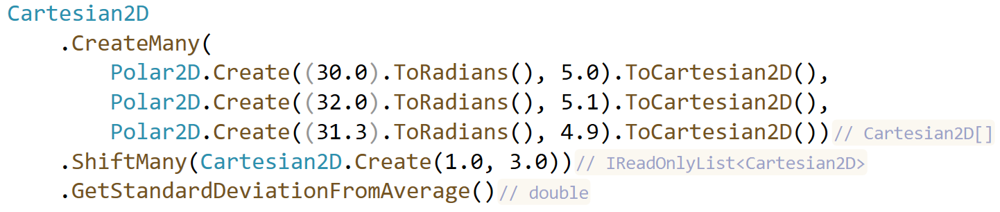 Cartesian2D
    .CreateMany(
        Polar2D.Create((30.0).ToRadians(), 5.0).ToCartesian2D(),
        Polar2D.Create((32.0).ToRadians(), 5.1).ToCartesian2D(),
        Polar2D.Create((31.3).ToRadians(), 4.9).ToCartesian2D())// Cartesian2D[]
    .ShiftMany(Cartesian2D.Create(1.0, 3.0))// IReadOnlyList<Cartesian2D>
    .GetStandardDeviationFromAverage()// double